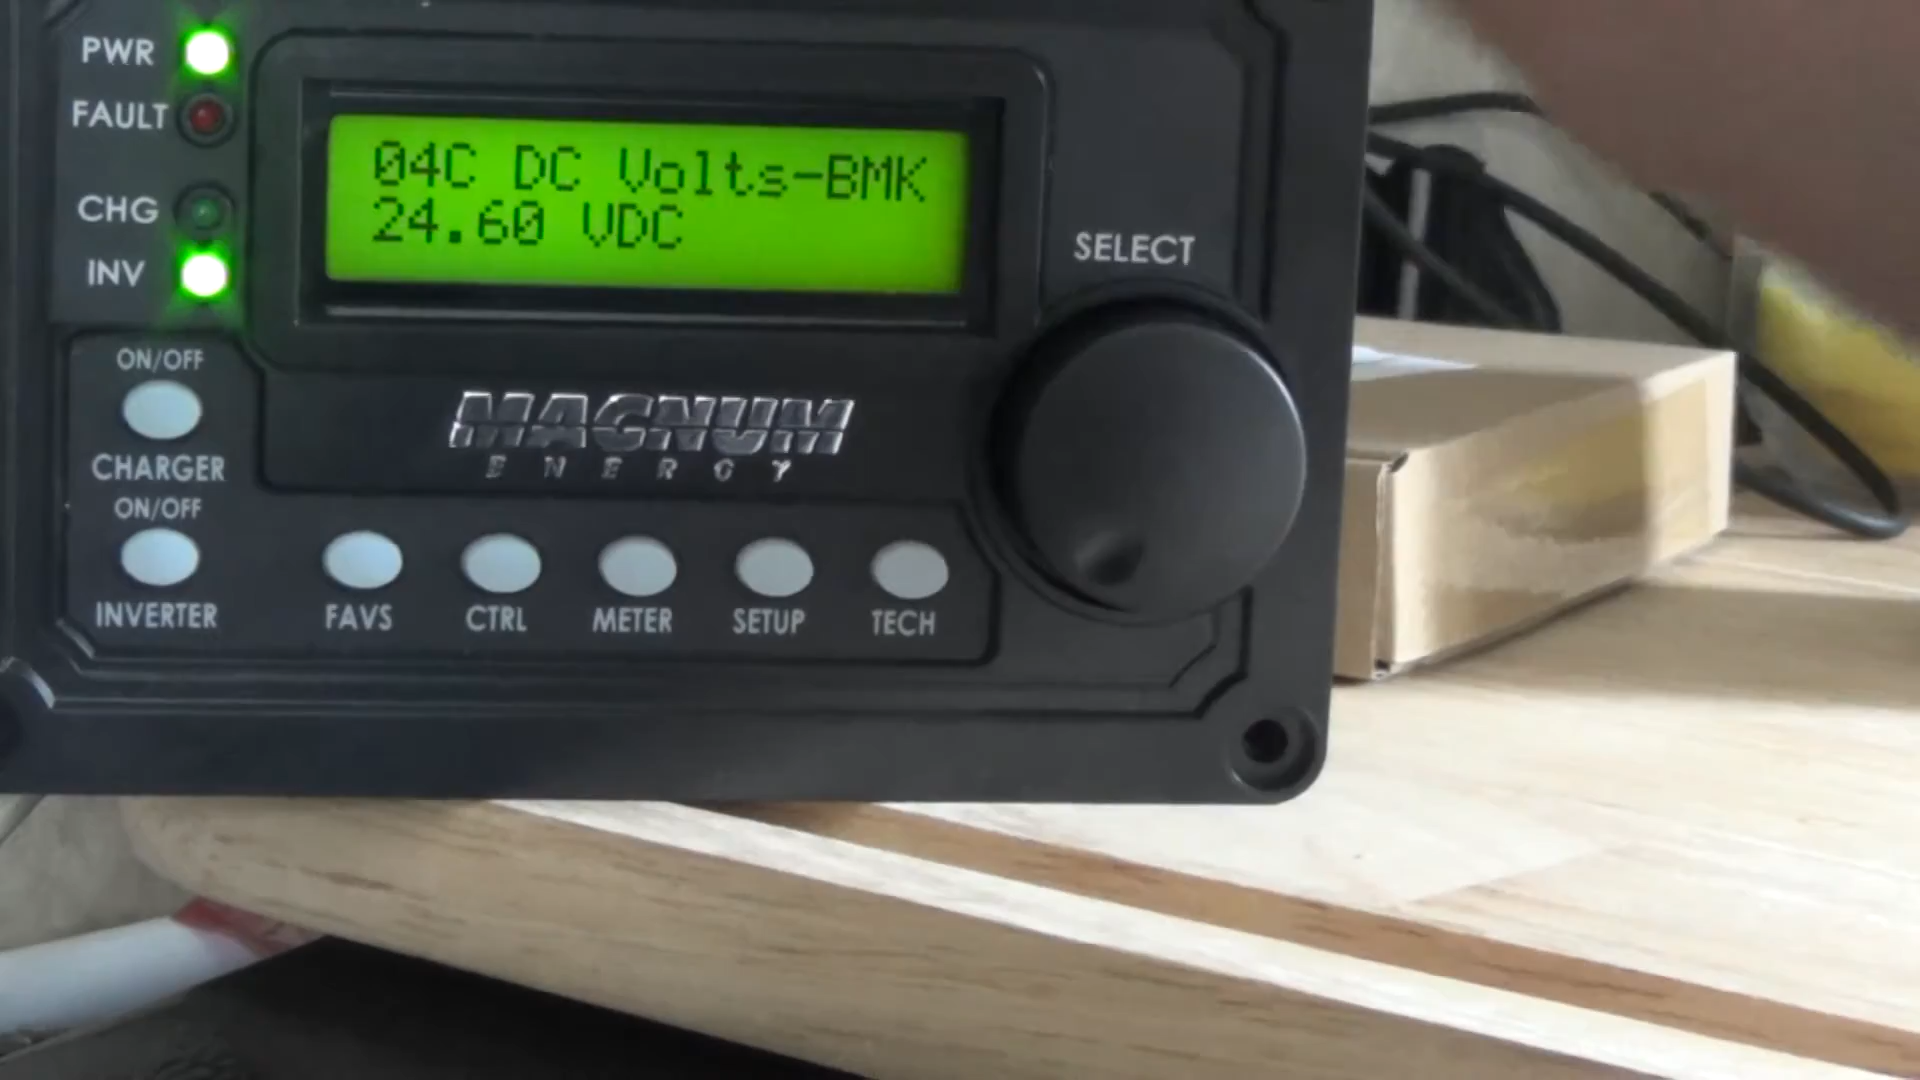 PWR
FAULT
CHG
INV
04C DC Volts-BMK
24.60 VDC
SELECT
ON/OFF
CHARGER
ON/OFF
INVERTER
MAGNUM
ENERGY
FAVS
CTRL
METER
SETUP
TECH